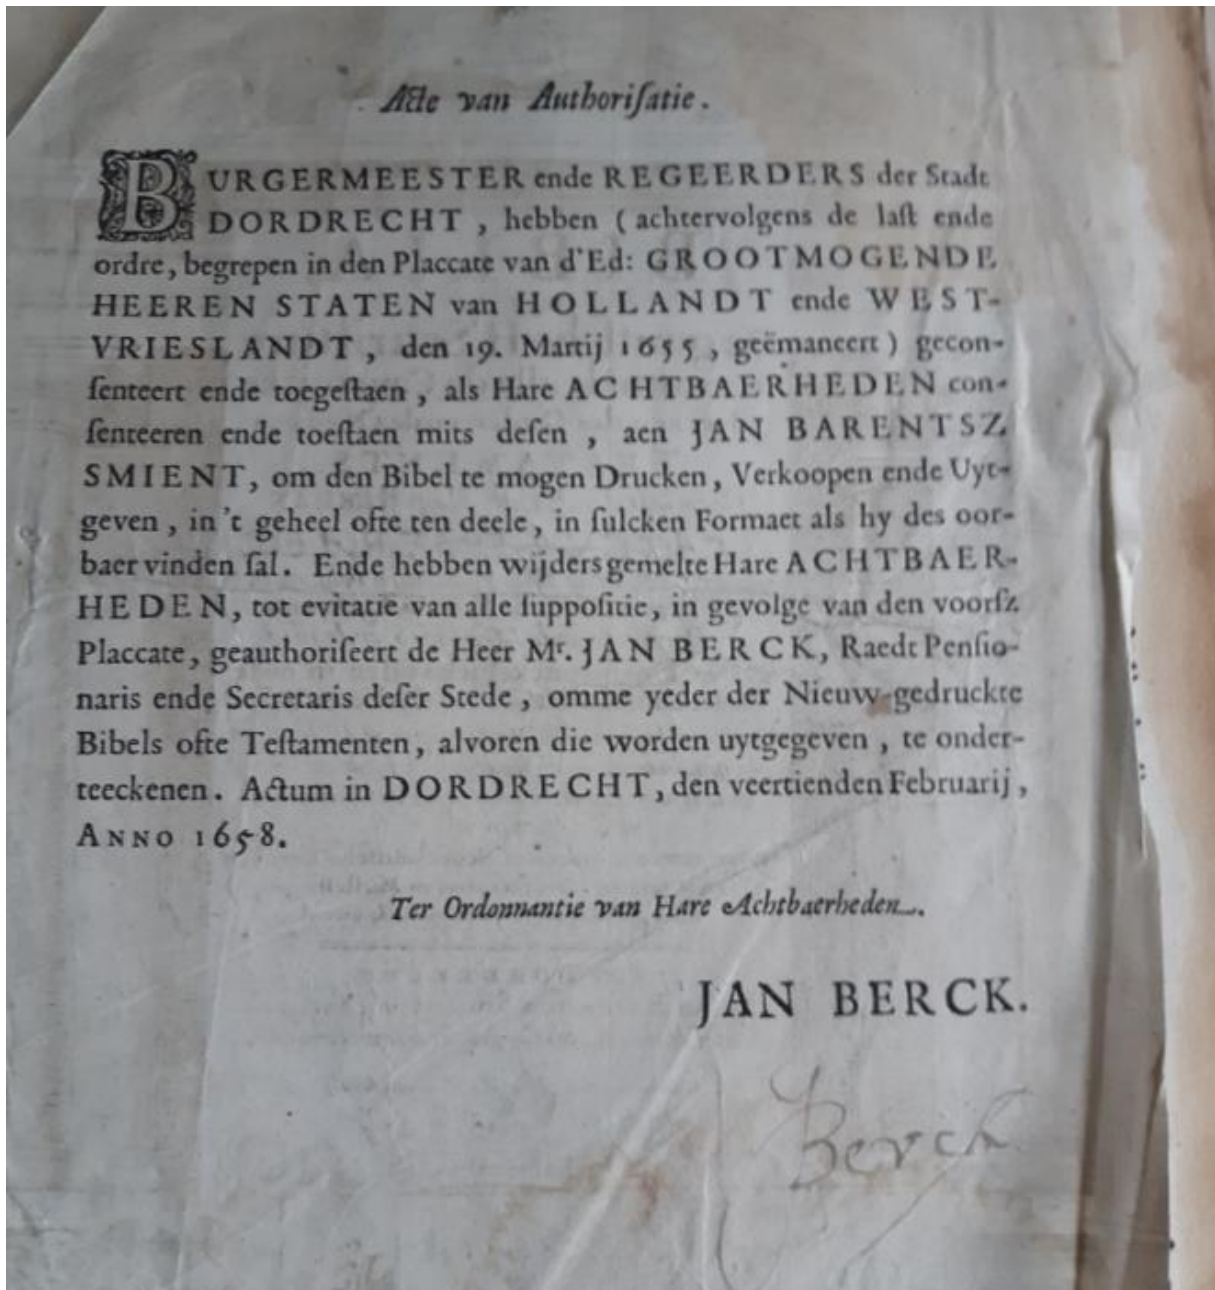 Acte van Authoriſatie.
BURGERMEESTER ende REGEERDERS der Stadt
DORDRECHT, hebben (achtervolgens de laſt ende
ordre, begrepen in den Placcate van d'Ed: GROOTMOGENDE
HEEREN STATEN van HOLLANDT ende WEST-
VRIESLANDT, den 19. Martij 1655, geëmaneert) gecon-
ſenteert ende toegeſtaen, als Hare ACHTBAERHEDEN con-
ſenteeren ende toeſtaen mits deſen, aen JAN BARENTSZ
SMIENT, om den Bibel te mogen Drucken, Verkoopen ende Uyt-
geven, in 't geheel ofte ten deele, in ſulcken Formaet als hy des oor-
baer vinden ſal. Ende hebben wijders gemelte Hare ACHTBAER-
HEDEN, tot evitatie van alle ſuppoſitie, in gevolge van den voorſz
Placcate, geauthoriſeert de Heer Mr. JAN BERCK, Raedt Penſio-
naris ende Secretaris deſer Stede, omme yeder der Nieuw-gedruckte
Bibels ofte Teſtamenten, alvoren die worden uytgegeven, te onder-
teeckenen. Actum in DORDRECHT, den veertienden Februarij,
ANNO 1658.
Ter Ordonnantie van Hare Achtbaerheden.
JAN BERCK.
Berck